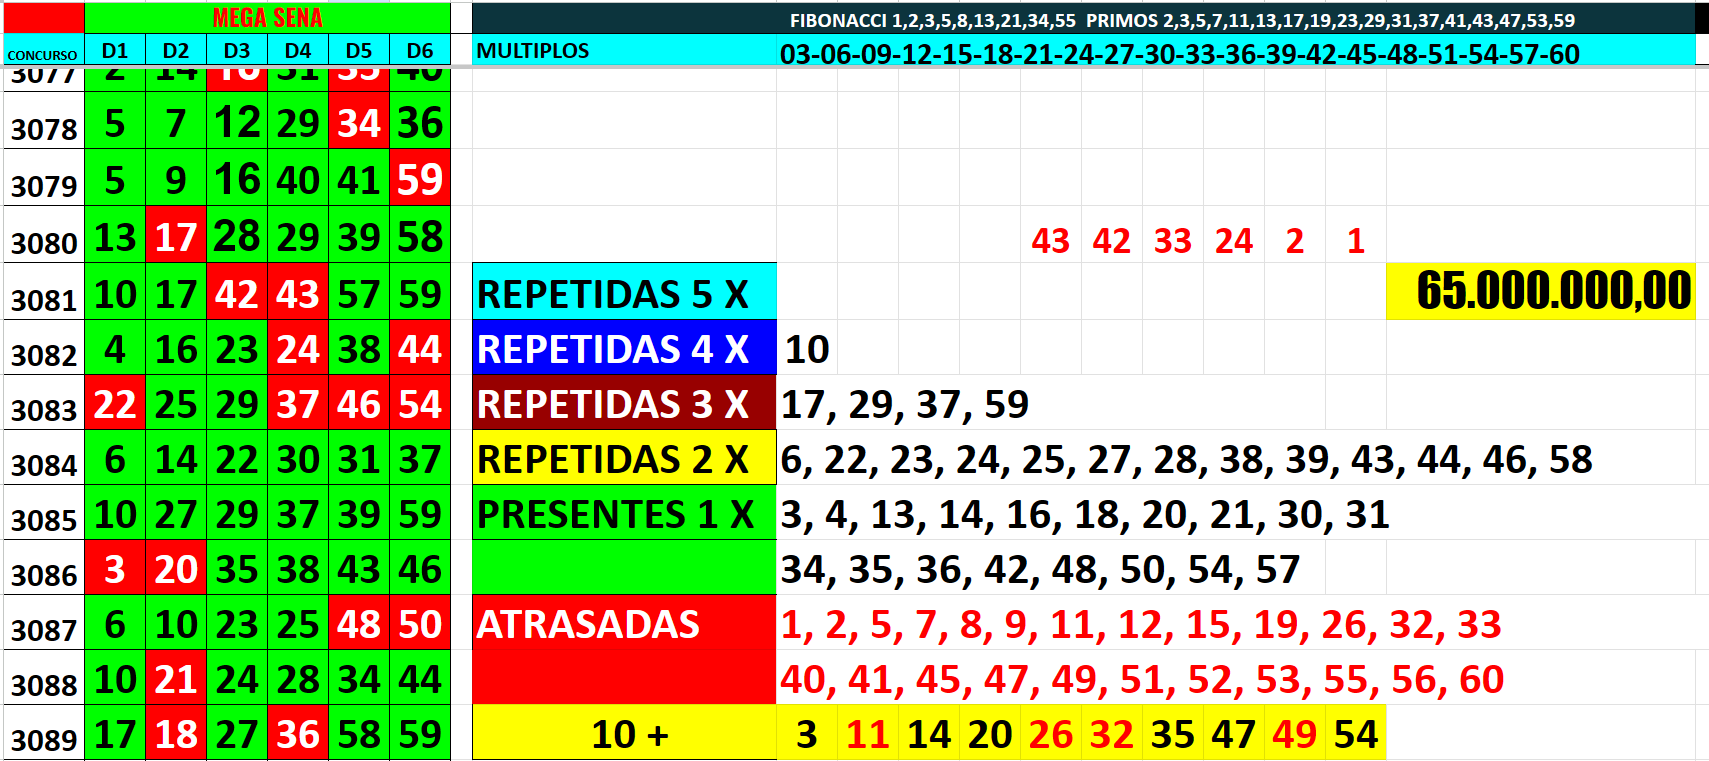 MEGA SENA FIBONACCI 1,2,3,5,8,13,21,34,55 PRIMOS 2,3,5,7,11,13,17,19,23,29,31,37,41,43,47,53,59
CONCURSO D1 D2 D3 D4 D5 D6 MULTIPLOS 03-06-09-12-15-18-21-24-27-30-33-36-39-42-45-48-51-54-57-60
3077 2 14 31
3078 5 7 12 29 34 36
3079 5 9 16 40 41 59
3080 13 17 28 29 39 58 43 42 33 24 2 1
3081 10 17 42 43 57 59 REPETIDAS 5 X 65.000.000,00
3082 4 16 23 24 38 44 REPETIDAS 4 X 10
3083 22 25 29 37 46 54 REPETIDAS 3 X 17, 29, 37, 59
3084 6 14 22 30 31 37 REPETIDAS 2 X 6, 22, 23, 24, 25, 27, 28, 38, 39, 43, 44, 46, 58
3085 10 27 29 37 39 59 PRESENTES 1 X 3, 4, 13, 14, 16, 18, 20, 21, 30, 31
3086 3 20 35 38 43 46 34, 35, 36, 42, 48, 50, 54, 57
3087 6 10 23 25 48 50 ATRASADAS 1, 2, 5, 7, 8, 9, 11, 12, 15, 19, 26, 32, 33
3088 10 21 24 28 34 44 40, 41, 45, 47, 49, 51, 52, 53, 55, 56, 60
3089 17 18 27 36 58 59 10 + 3 11 14 20 26 32 35 47 49 54